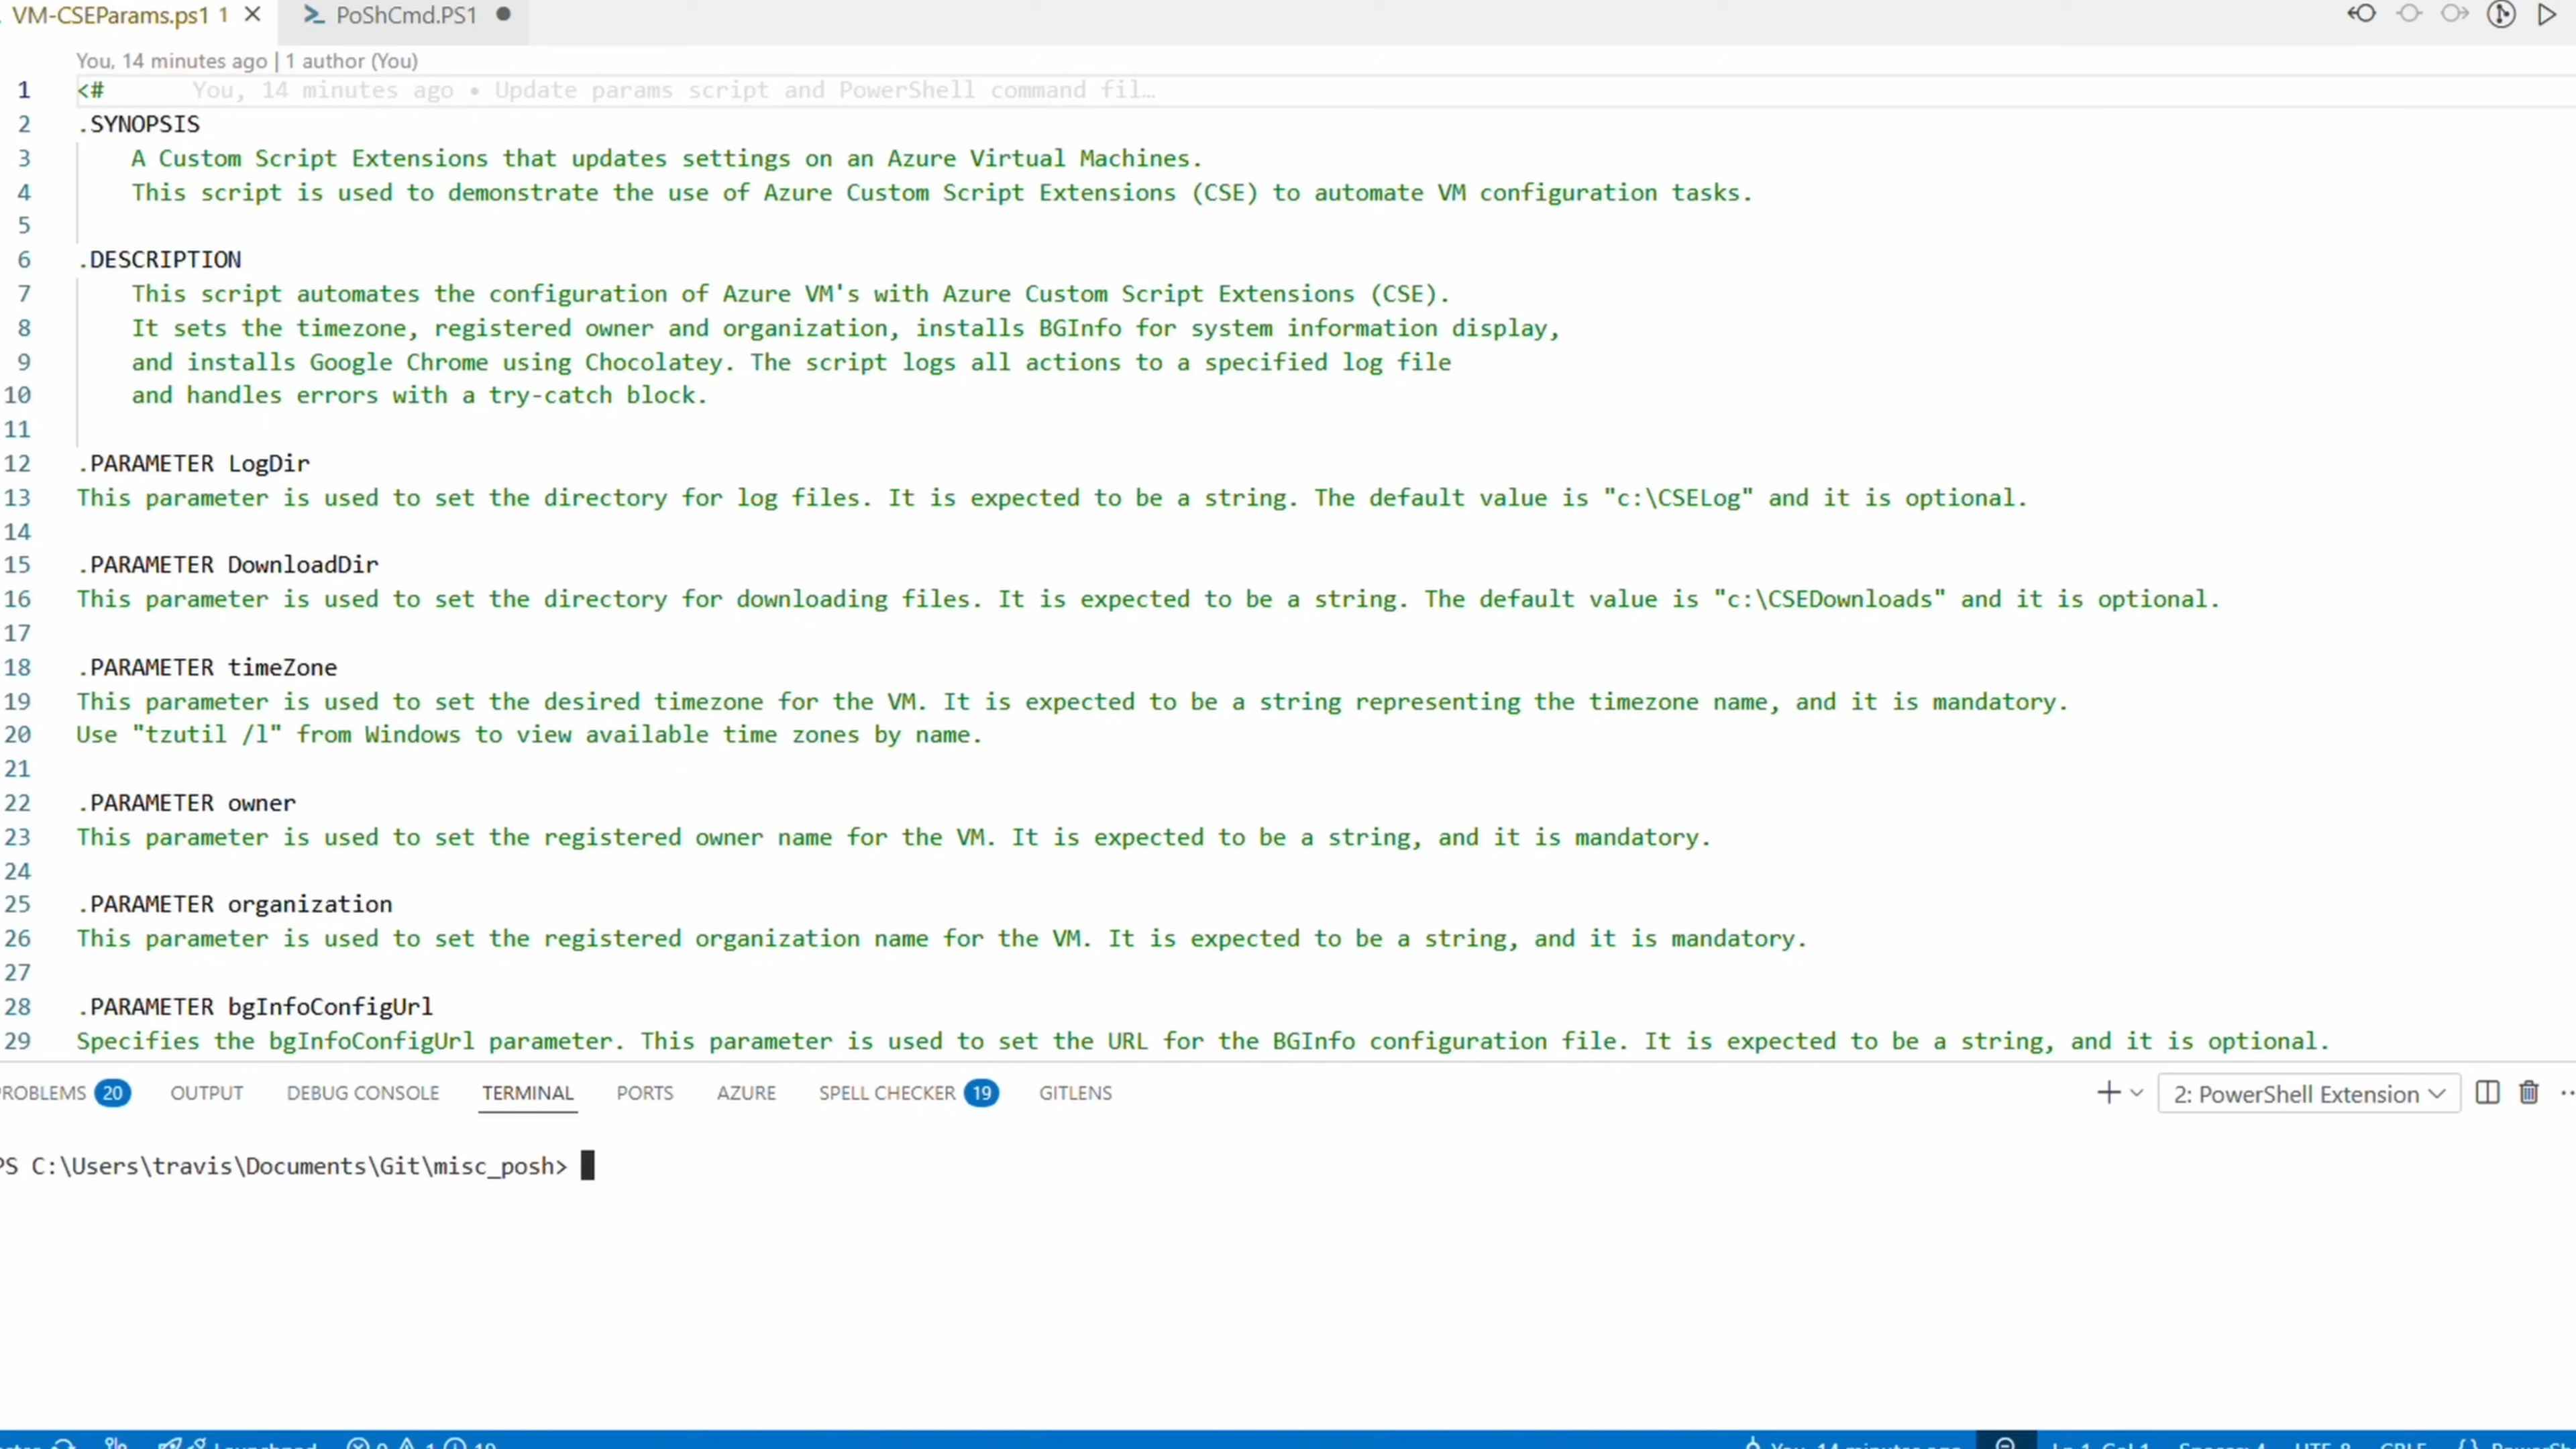 VM-CSEParams.ps1 1 PoShCmd.PS1
You, 14 minutes ago | 1 author (You)
1 <# You, 14 minutes ago • Update params script and PowerShell command fil…
2 .SYNOPSIS
3 A Custom Script Extensions that updates settings on an Azure Virtual Machines.
4 This script is used to demonstrate the use of Azure Custom Script Extensions (CSE) to automate VM configuration tasks.
5
6 .DESCRIPTION
7 This script automates the configuration of Azure VM's with Azure Custom Script Extensions (CSE).
8 It sets the timezone, registered owner and organization, installs BGInfo for system information display,
9 and installs Google Chrome using Chocolatey. The script logs all actions to a specified log file
10 and handles errors with a try-catch block.
11
12 .PARAMETER LogDir
13 This parameter is used to set the directory for log files. It is expected to be a string. The default value is "c:\CSELog" and it is optional.
14
15 .PARAMETER DownloadDir
16 This parameter is used to set the directory for downloading files. It is expected to be a string. The default value is "c:\CSEDownloads" and it is optional.
17
18 .PARAMETER timeZone
19 This parameter is used to set the desired timezone for the VM. It is expected to be a string representing the timezone name, and it is mandatory.
20 Use "tzutil /l" from Windows to view available time zones by name.
21
22 .PARAMETER owner
23 This parameter is used to set the registered owner name for the VM. It is expected to be a string, and it is mandatory.
24
25 .PARAMETER organization
26 This parameter is used to set the registered organization name for the VM. It is expected to be a string, and it is mandatory.
27
28 .PARAMETER bgInfoConfigUrl
29 Specifies the bgInfoConfigUrl parameter. This parameter is used to set the URL for the BGInfo configuration file. It is expected to be a string, and it is optional.
ROBLEMS 20 OUTPUT DEBUG CONSOLE TERMINAL PORTS AZURE SPELL CHECKER 19 GITLENS 2: PowerShell Extension
PS C:\Users\travis\Documents\Git\misc_posh>